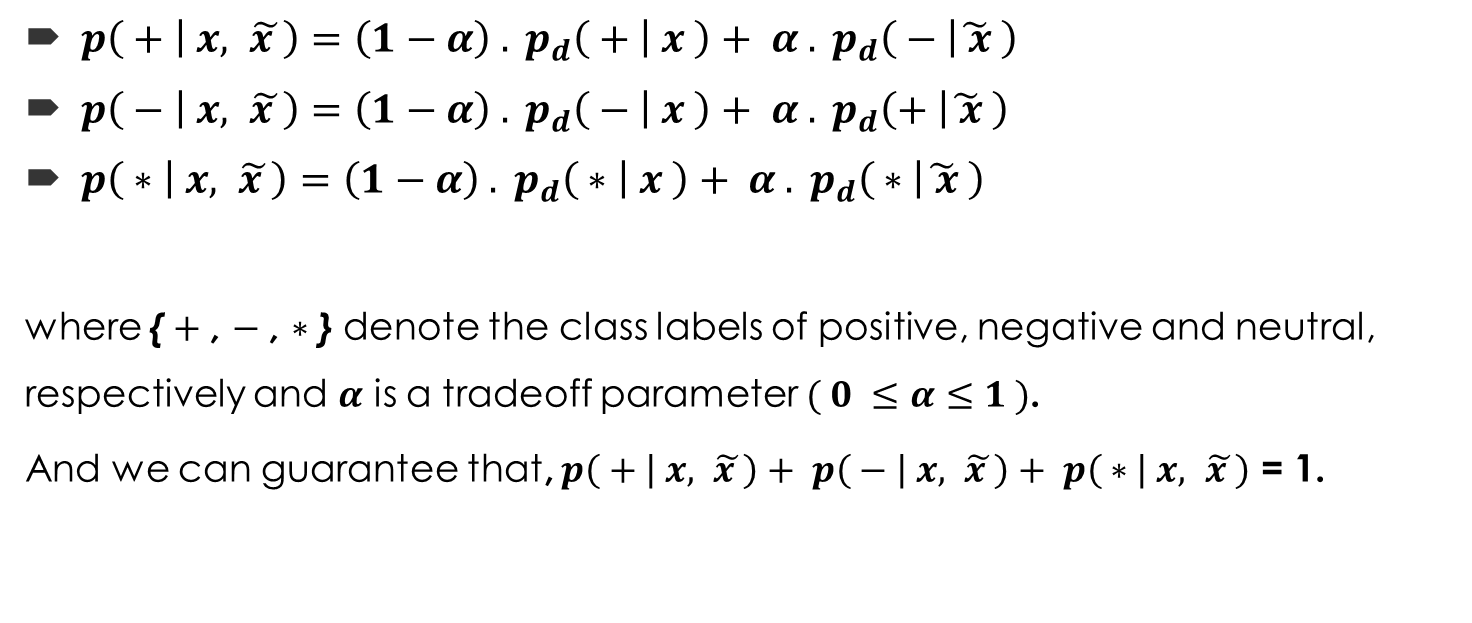 p( + | x, x̃ ) = (1 − α) . p_d( + | x ) + α . p_d( − | x̃ )
p( − | x, x̃ ) = (1 − α) . p_d( − | x ) + α . p_d(+ | x̃ )
p( ∗ | x, x̃ ) = (1 − α) . p_d( ∗ | x ) + α . p_d( ∗ | x̃ )
where { + , − , ∗ } denote the class labels of positive, negative and neutral,
respectively and α is a tradeoff parameter ( 0 ≤ α ≤ 1 ).
And we can guarantee that, p( + | x, x̃ ) + p( − | x, x̃ ) + p( ∗ | x, x̃ ) = 1.